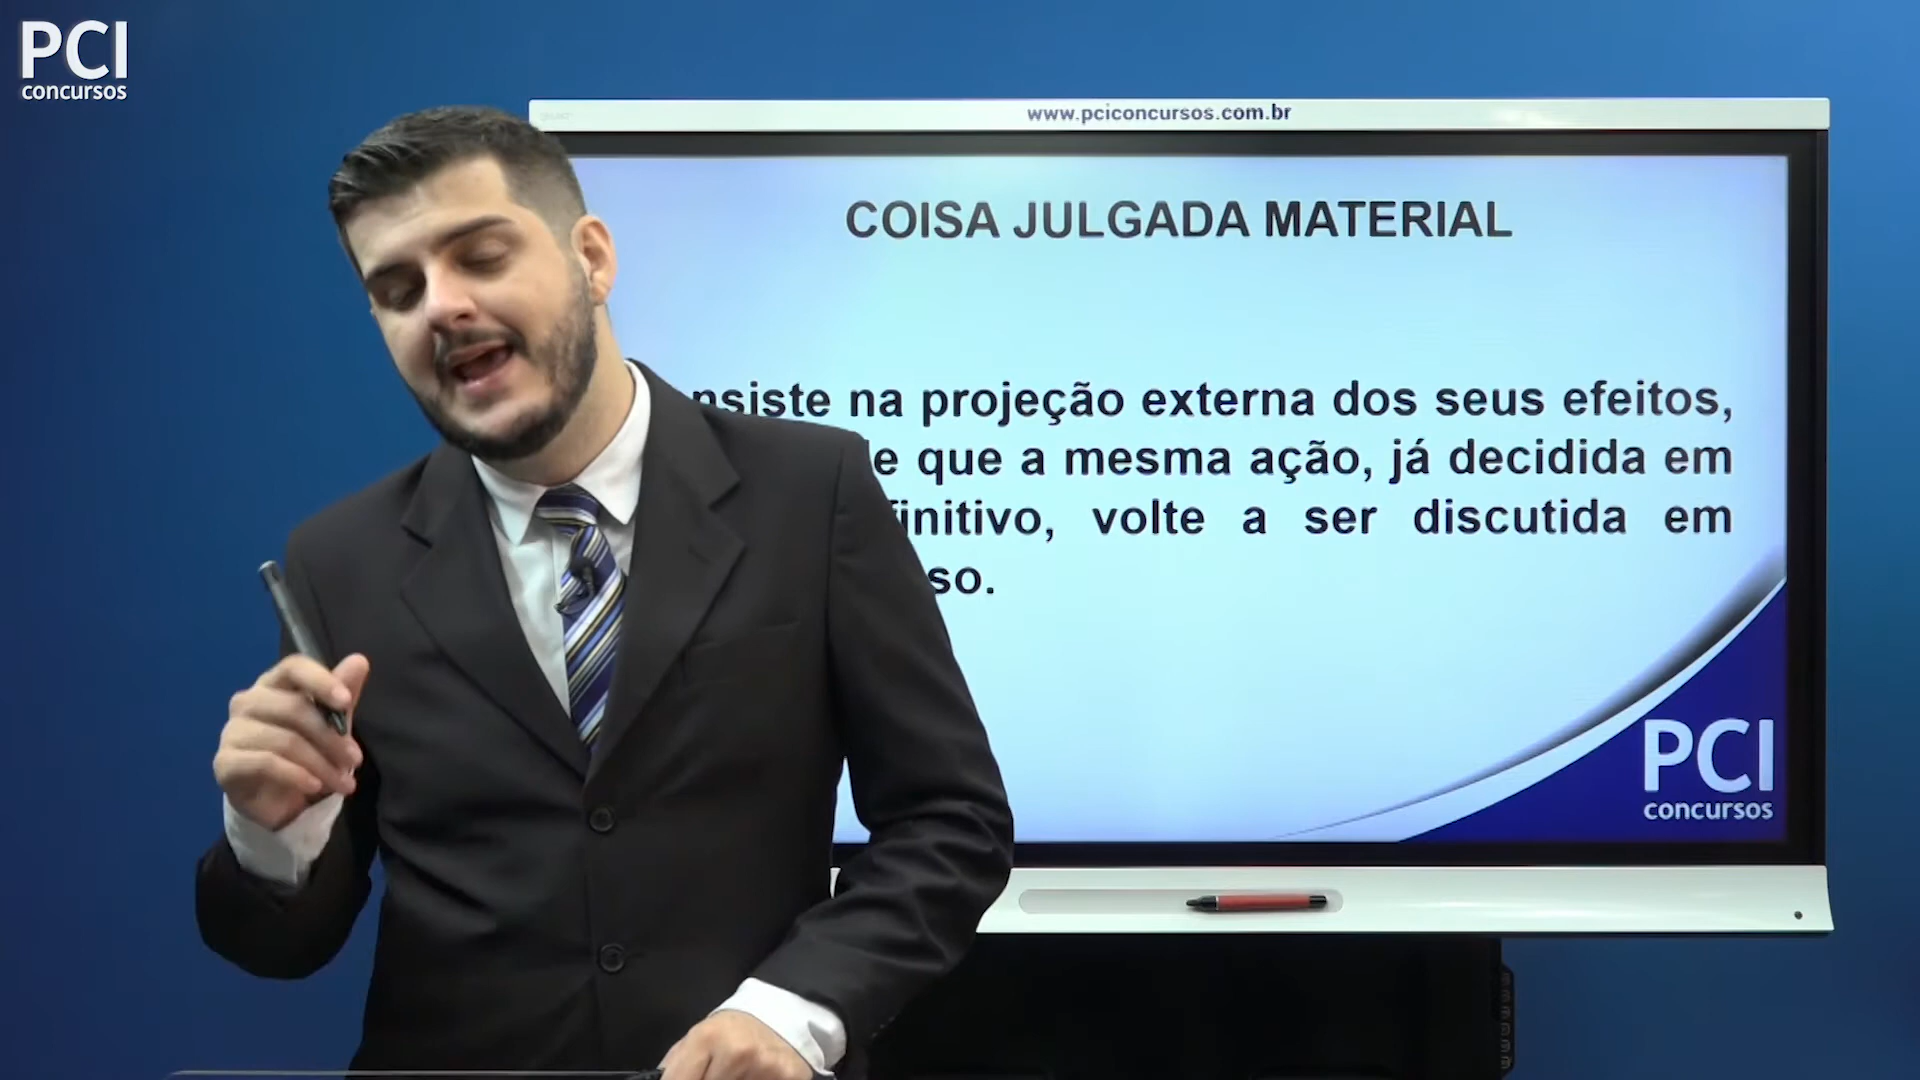 PCI
concursos
www.pciconcursos.com.br
COISA JULGADA MATERIAL
na projeção externa dos seus efeitos,
que a mesma ação, já decidida em
volte a ser discutida em
PCI
concursos